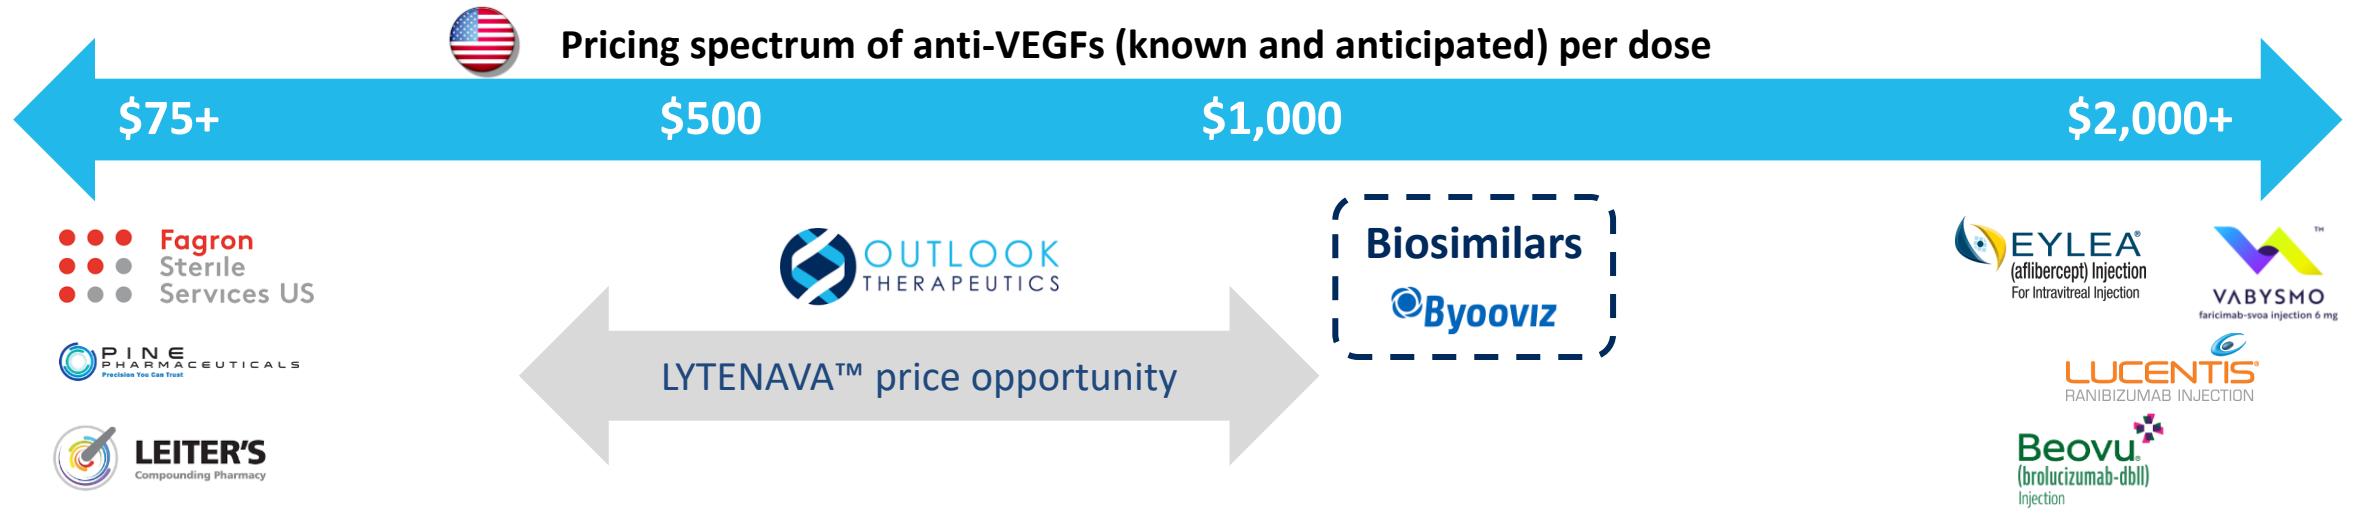 Pricing spectrum of anti-VEGFs (known and anticipated) per dose
$75+ $500 $1,000 $2,000+
Fagron
Sterile
Services US
PINE
PHARMACEUTICALS
Precision You Can Trust
LEITER'S
Compounding Pharmacy
OUTLOOK
THERAPEUTICS
LYTENAVA™ price opportunity
Biosimilars
Byooviz
EYLEA®
(aflibercept) Injection
For Intravitreal Injection
™
VABYSMO
faricimab-svoa injection 6 mg
LUCENTIS®
RANIBIZUMAB INJECTION
Beovu®
(brolucizumab-dbll)
Injection